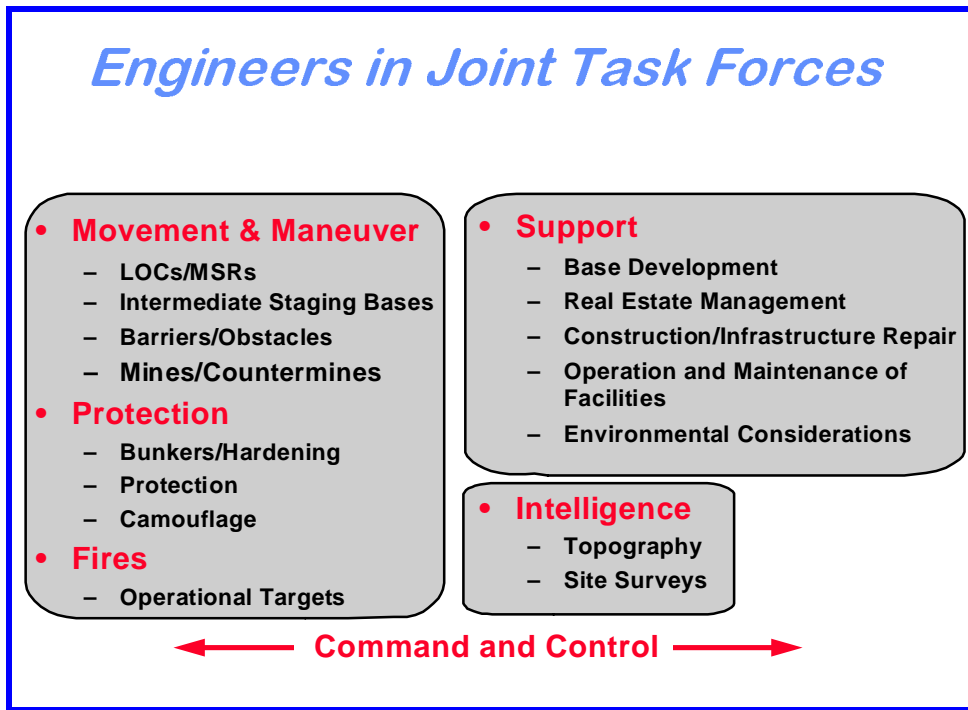 Engineers in Joint Task Forces
• Movement & Maneuver
– LOCs/MSRs
– Intermediate Staging Bases
– Barriers/Obstacles
– Mines/Countermines
• Protection
– Bunkers/Hardening
– Protection
– Camouflage
• Fires
– Operational Targets
• Support
– Base Development
– Real Estate Management
– Construction/Infrastructure Repair
– Operation and Maintenance of
Facilities
– Environmental Considerations
• Intelligence
– Topography
– Site Surveys
Command and Control